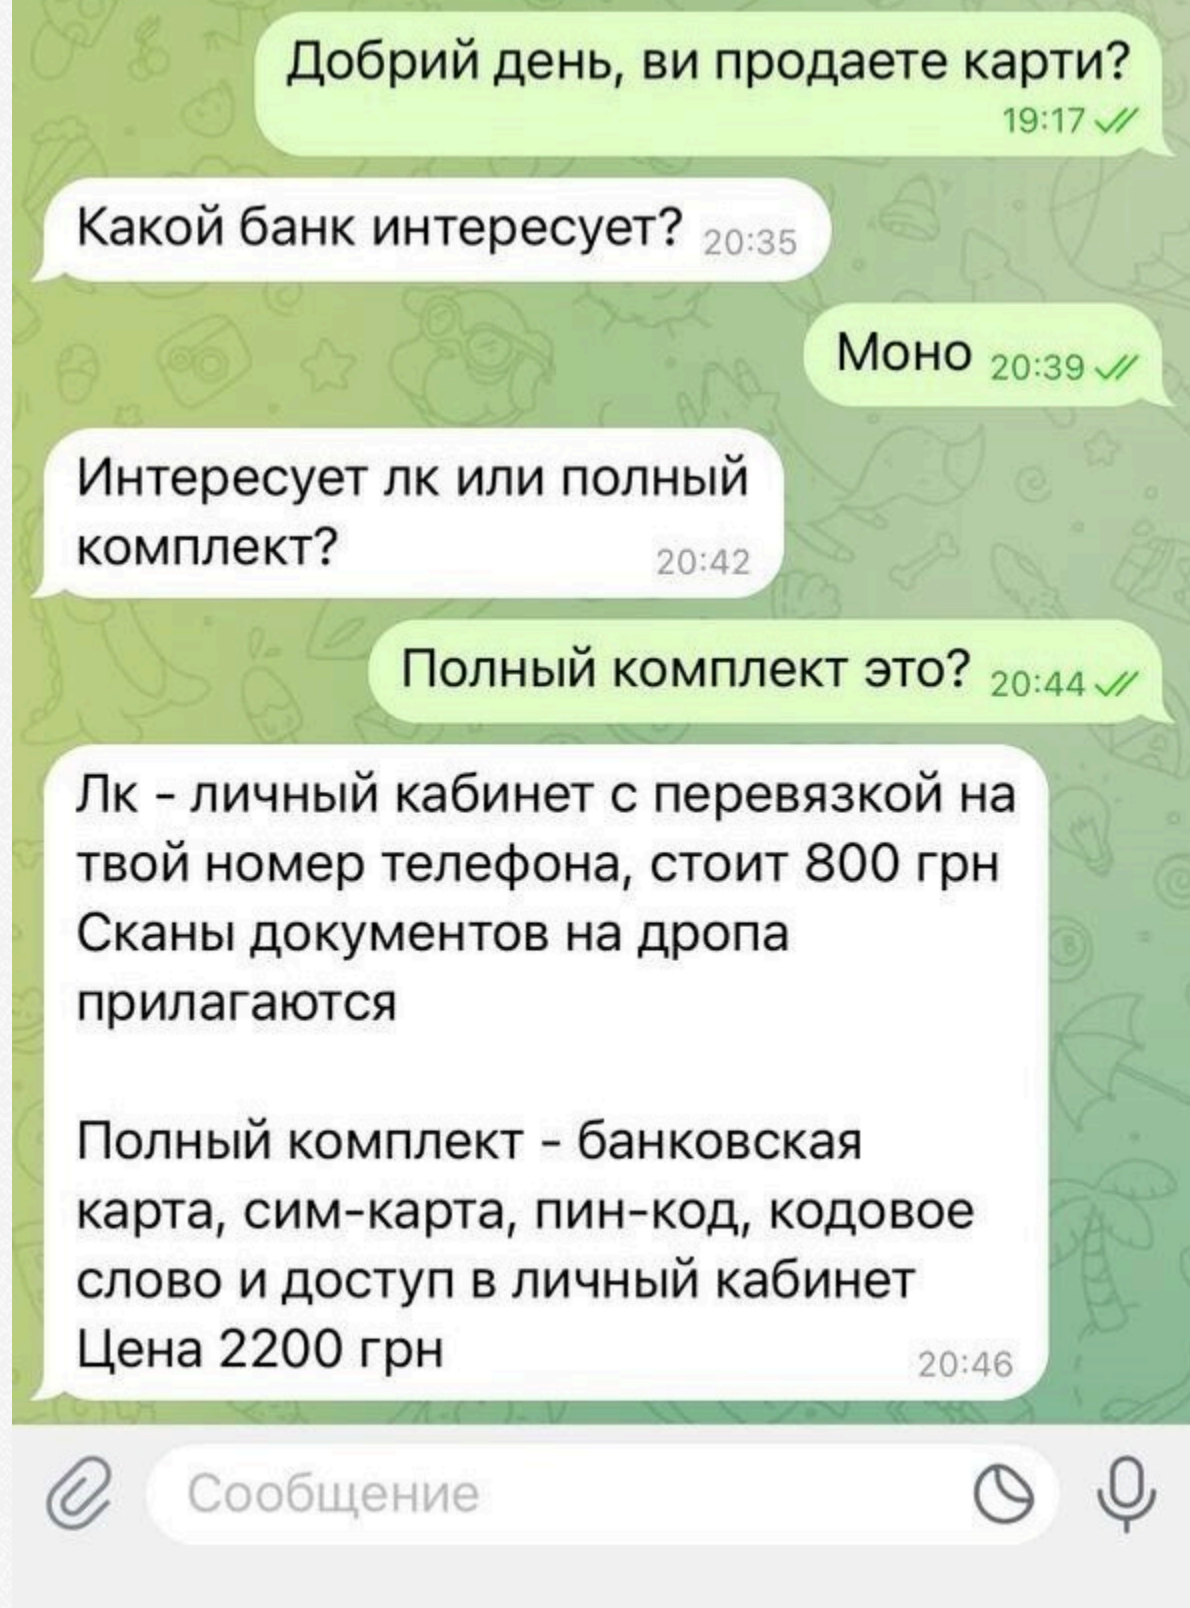 Добрий день, ви продаете карти?
19:17
Какой банк интересует? 20:35
Моно 20:39
Интересует лк или полный
комплект? 20:42
Полный комплект это? 20:44
Лк - личный кабинет с перевязкой на
твой номер телефона, стоит 800 грн
Сканы документов на дропа
прилагаются
Полный комплект - банковская
карта, сим-карта, пин-код, кодовое
слово и доступ в личный кабинет
Цена 2200 грн 20:46
Сообщение